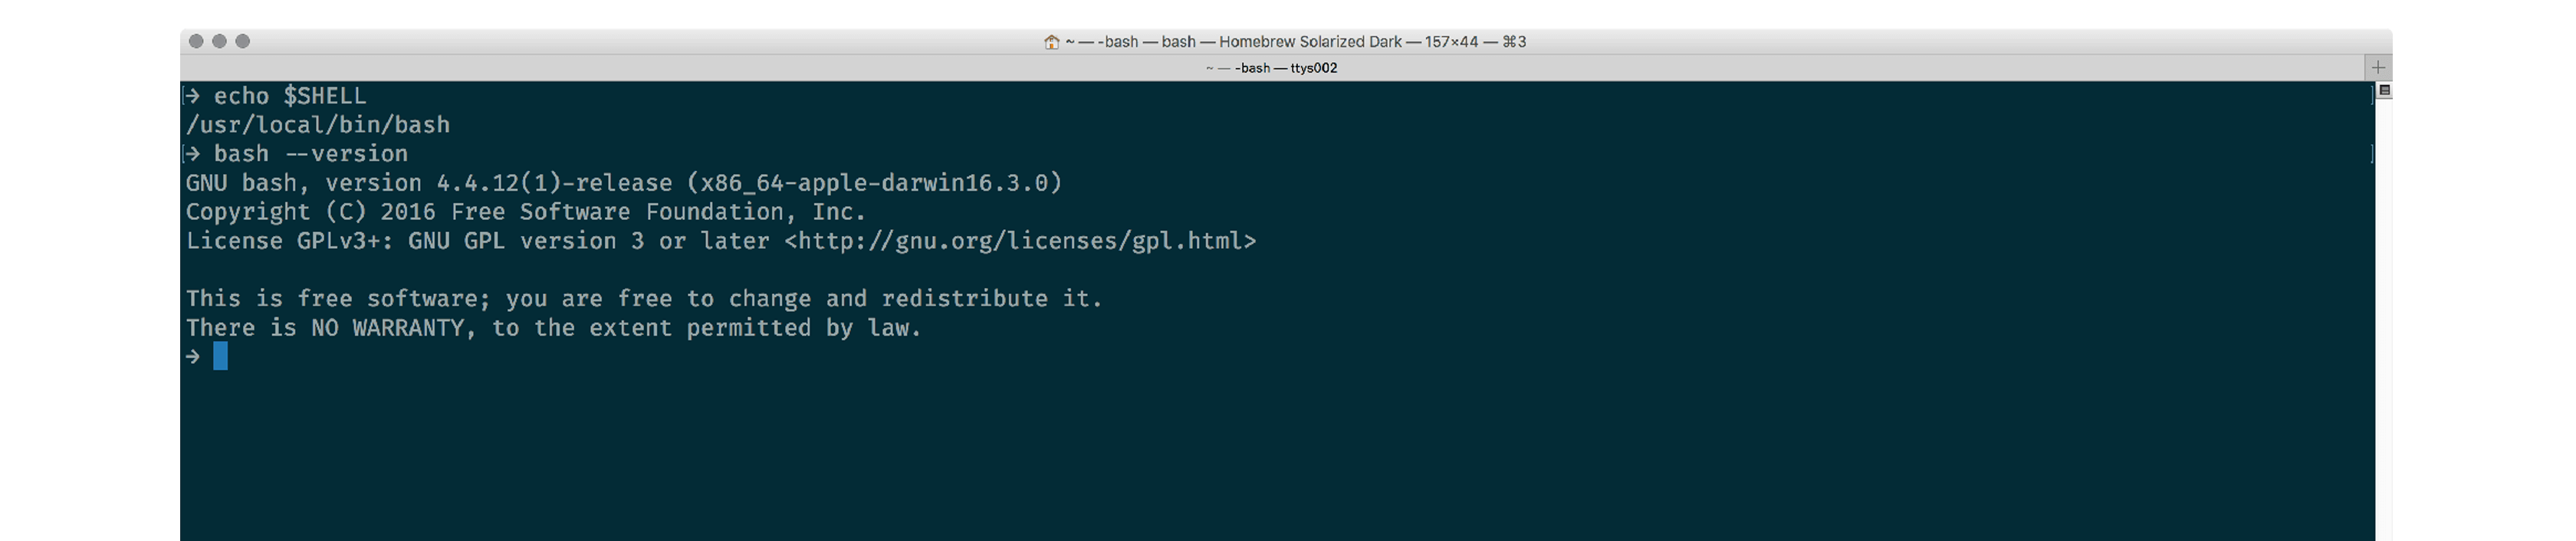 ~ — -bash — bash — Homebrew Solarized Dark — 157×44 — ⌘3
~ — -bash — ttys002
→ echo $SHELL
/usr/local/bin/bash
→ bash --version
GNU bash, version 4.4.12(1)-release (x86_64-apple-darwin16.3.0)
Copyright (C) 2016 Free Software Foundation, Inc.
License GPLv3+: GNU GPL version 3 or later <http://gnu.org/licenses/gpl.html>
This is free software; you are free to change and redistribute it.
There is NO WARRANTY, to the extent permitted by law.
→